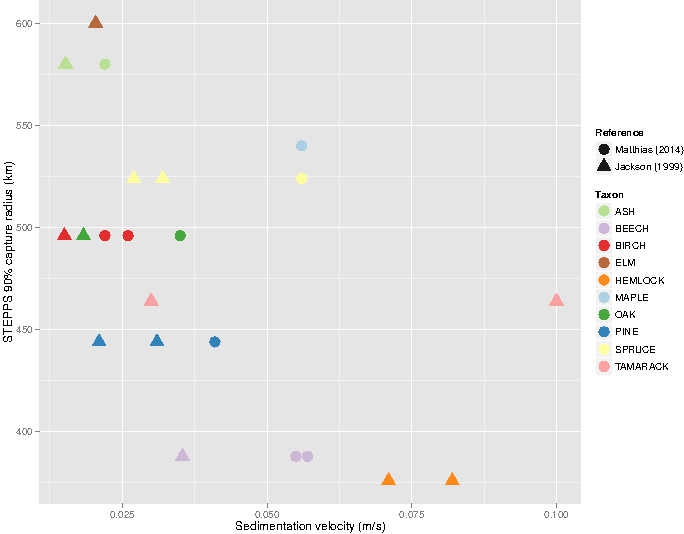 STEPPS 90% capture radius (km)
600
550
500
450
400
0.025
0.050
0.075
0.100
Sedimentation velocity (m/s)
Reference
Matthias (2014)
Jackson (1999)
Taxon
ASH
BEECH
BIRCH
ELM
HEMLOCK
MAPLE
OAK
PINE
SPRUCE
TAMARACK